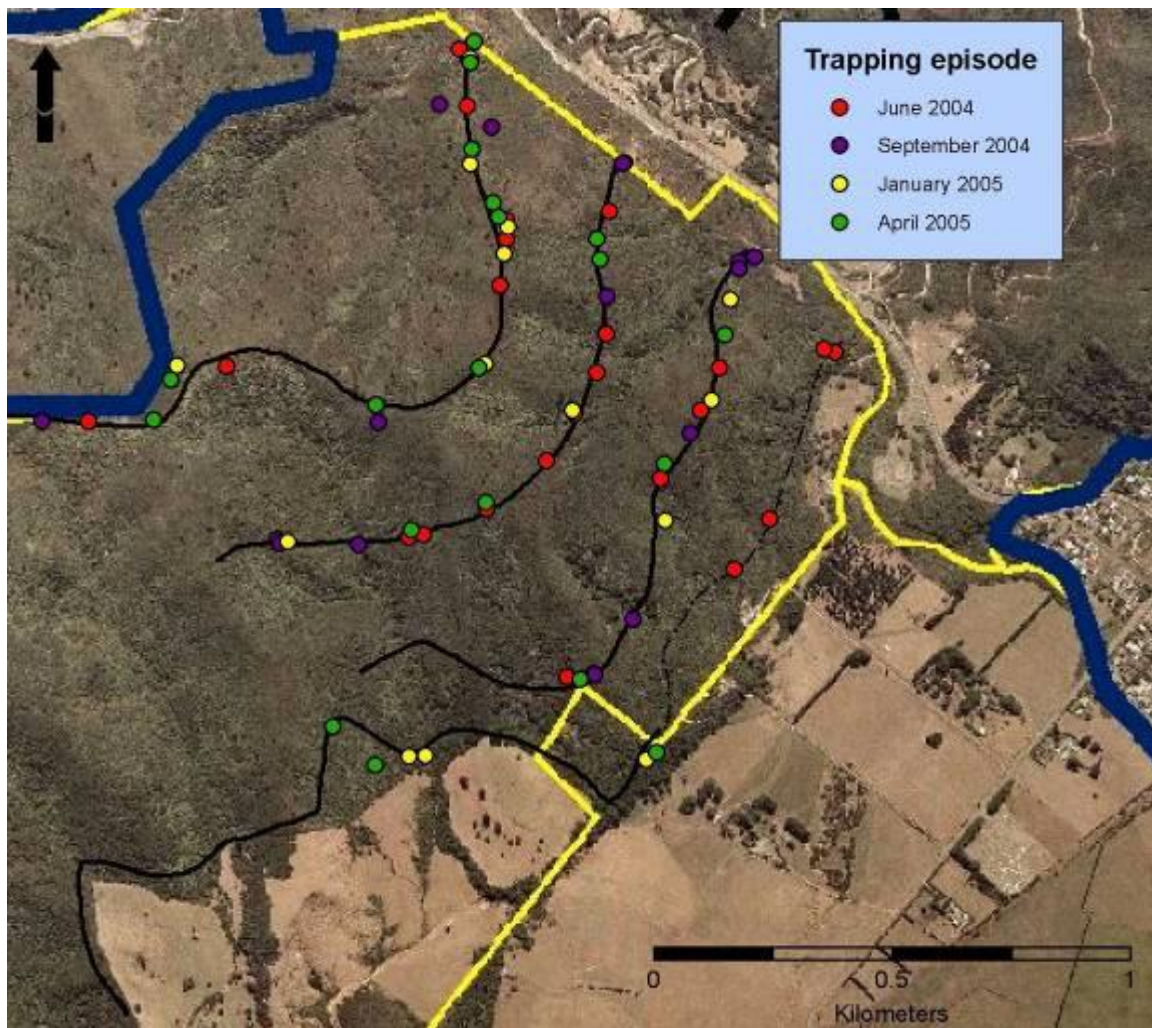 Trapping episode
June 2004
September 2004
January 2005
April 2005
0 0.5 1
Kilometers